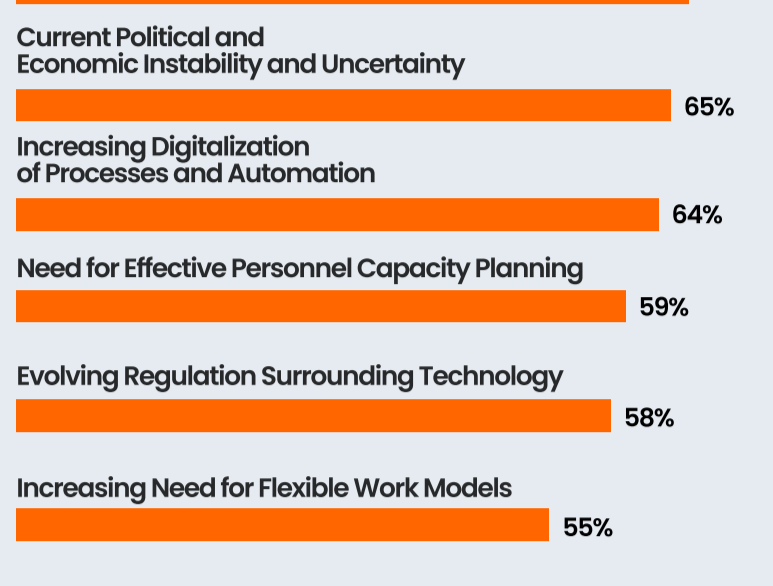 Current Political and
Economic Instability and Uncertainty
65%
Increasing Digitalization
of Processes and Automation
64%
Need for Effective Personnel Capacity Planning
59%
Evolving Regulation Surrounding Technology
58%
Increasing Need for Flexible Work Models
55%